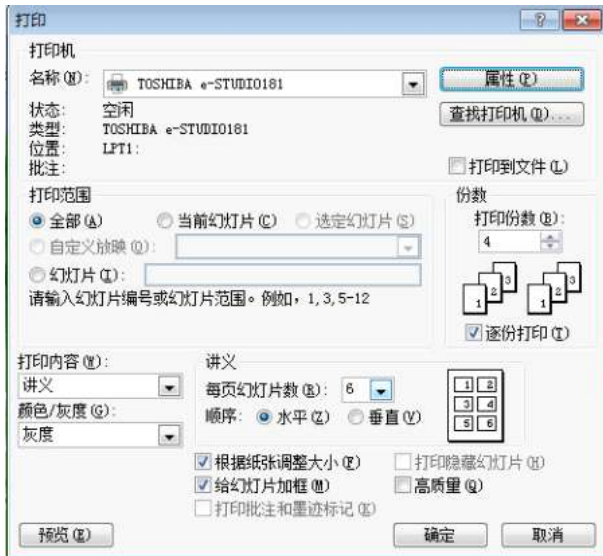 打印
打印机
名称(N): TOSHIBA e-STUDIO181 属性(P)
状态: 空闲 查找打印机(D)...
类型: TOSHIBA e-STUDIO181
位置: LPT1:
批注: 打印到文件(L)
打印范围 份数
全部(A) 当前幻灯片(C) 选定幻灯片(S) 打印份数(B):
自定义放映(O): 4
幻灯片(I):
请输入幻灯片编号或幻灯片范围。例如，1,3,5-12
1 2 3 1 2 3
逐份打印(T)
打印内容(W): 讲义
讲义 每页幻灯片数(R): 6
颜色/灰度(G): 顺序: 水平(Z) 垂直(V)
灰度
1 2
3 4
5 6
根据纸张调整大小(F) 打印隐藏幻灯片(H)
给幻灯片加框(M) 高质量(Q)
打印批注和墨迹标记(K)
预览(E) 确定 取消